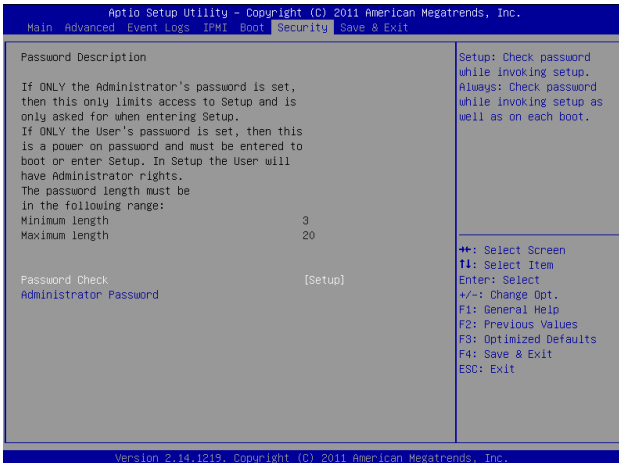 Aptio Setup Utility – Copyright (C) 2011 American Megatrends, Inc.
Main Advanced Event Logs IPMI Boot Security Save & Exit
Password Description
If ONLY the Administrator's password is set,
then this only limits access to Setup and is
only asked for when entering Setup.
If ONLY the User's password is set, then this
is a power on password and must be entered to
boot or enter Setup. In Setup the User will
have Administrator rights.
The password length must be
in the following range:
Minimum length 3
Maximum length 20
Password Check [Setup]
Administrator Password
Setup: Check password
while invoking setup.
Always: Check password
while invoking setup as
well as on each boot.
→←: Select Screen
↑↓: Select Item
Enter: Select
+/-: Change Opt.
F1: General Help
F2: Previous Values
F3: Optimized Defaults
F4: Save & Exit
ESC: Exit
Version 2.14.1219. Copyright (C) 2011 American Megatrends, Inc.